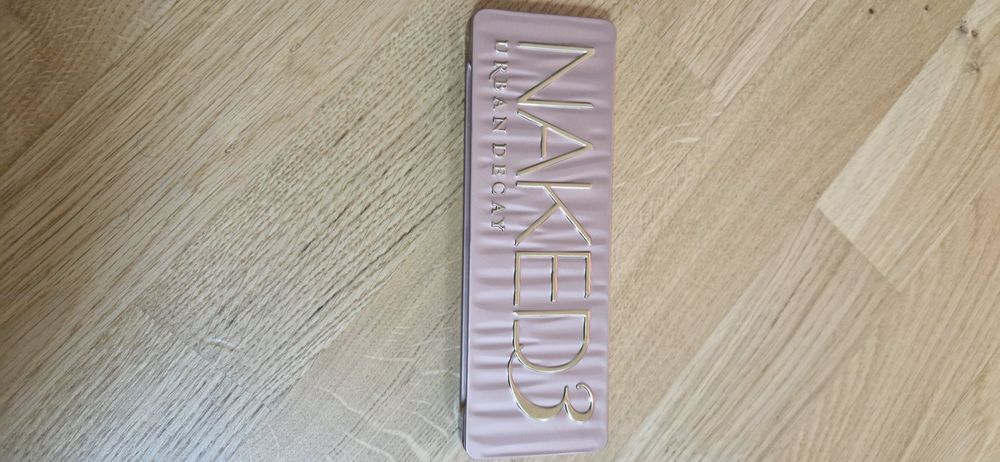 NAKED3
URBAN DECAY